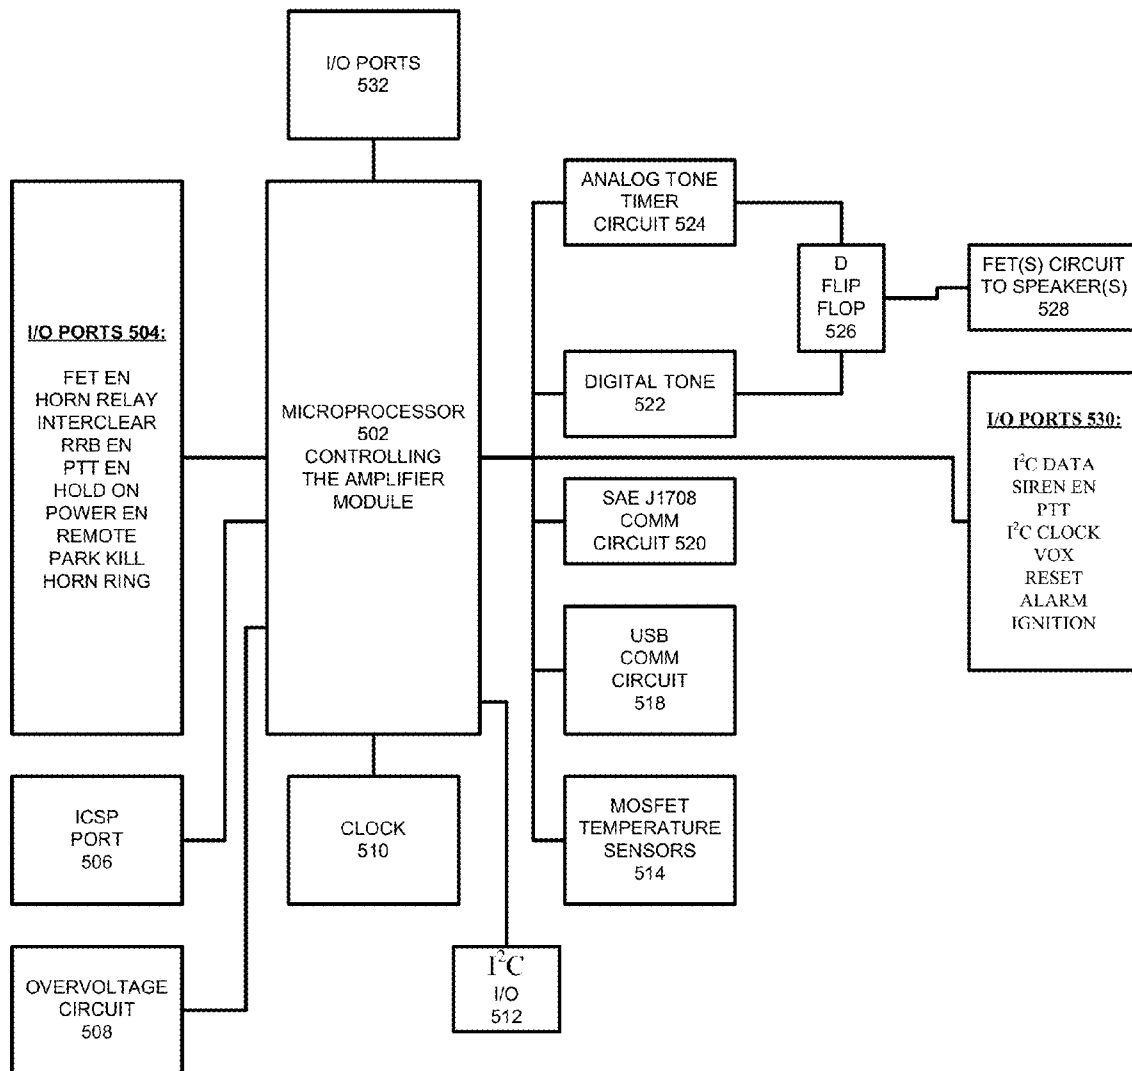 I/O PORTS
532
I/O PORTS 504:
FET EN
HORN RELAY
INTERCLEAR
RRB EN
PTT EN
HOLD ON
POWER EN
REMOTE
PARK KILL
HORN RING
MICROPROCESSOR
502
CONTROLLING
THE AMPLIFIER
MODULE
ANALOG TONE
TIMER
CIRCUIT 524
D
FLIP
FLOP
526
FET(S) CIRCUIT
TO SPEAKER(S)
528
DIGITAL TONE
522
I/O PORTS 530:
I²C DATA
SIREN EN
PTT
I²C CLOCK
VOX
RESET
ALARM
IGNITION
SAE J1708
COMM
CIRCUIT 520
USB
COMM
CIRCUIT
518
ICSP
PORT
506
CLOCK
510
MOSFET
TEMPERATURE
SENSORS
514
OVERVOLTAGE
CIRCUIT
508
I²C
I/O
512